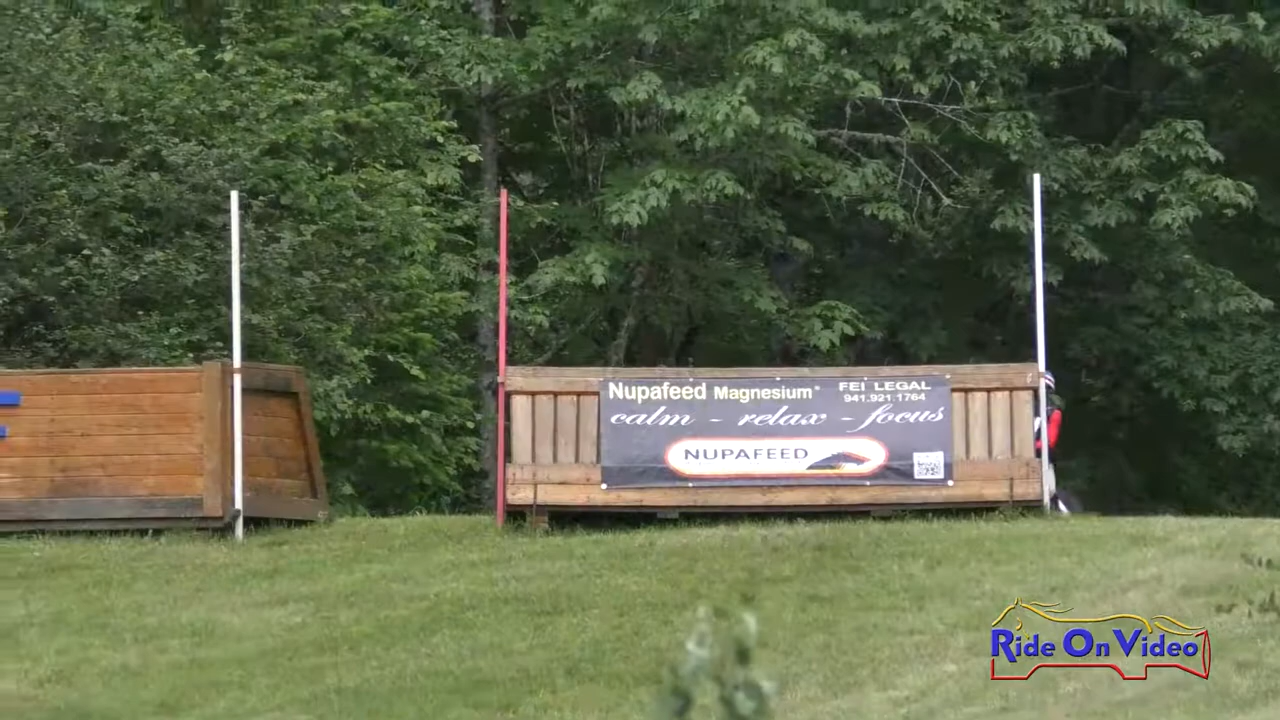 Nupafeed Magnesium®
FEI LEGAL
941.921.1764
calm - relax - focus
NUPAFEED
Ride On Video